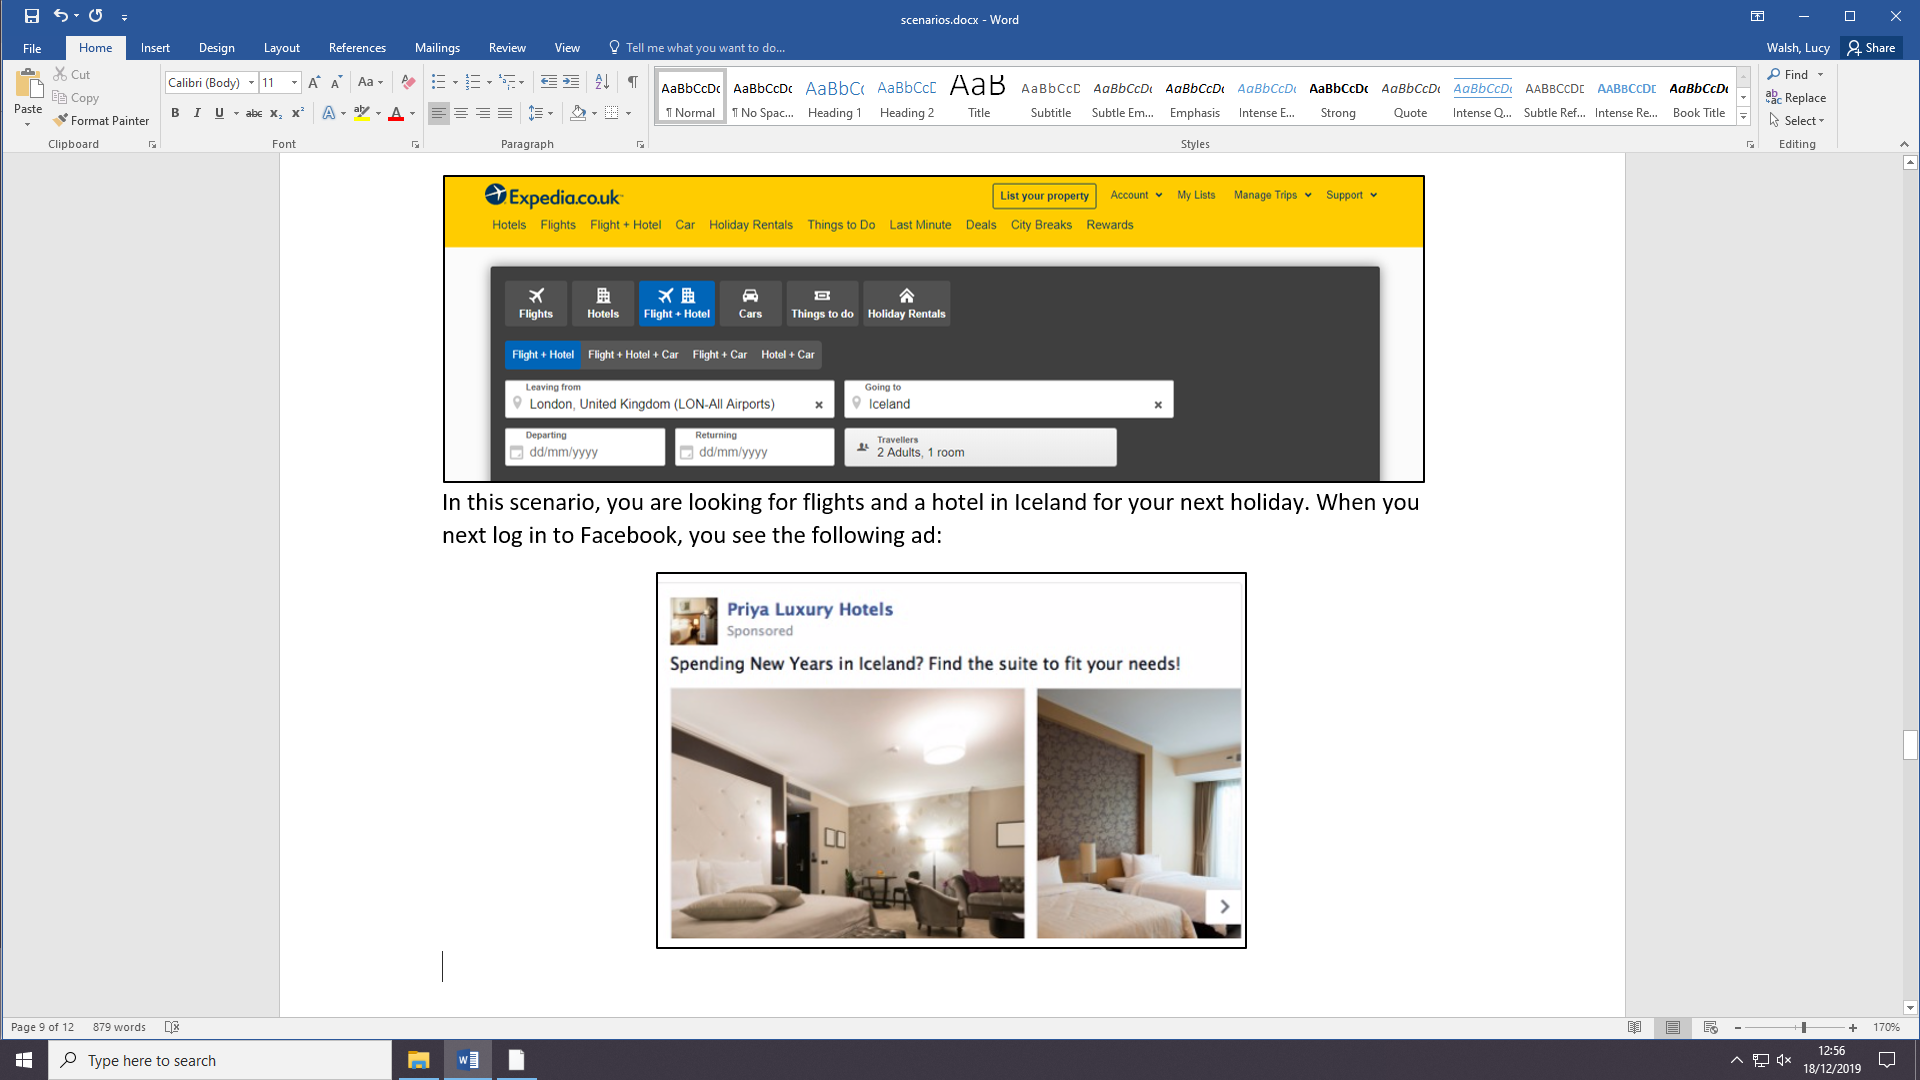 scenarios.docx - Word
File Home Insert Design Layout References Mailings Review View Tell me what you want to do... Walsh, Lucy Share
Paste
Cut
Copy
Format Painter
Clipboard
Calibri (Body) 11
Font
Paragraph
AaBbCcDc AaBbCcDc AaBbCc AaBbCcD AaB AaBbCcD AaBbCcDc AaBbCcDc AaBbCcDc AaBbCcDc AaBbCcDc AaBbCcDc AaBbCcDd AaBbCcDd AaBbCcDc
¶ Normal ¶ No Spac... Heading 1 Heading 2 Title Subtitle Subtle Em... Emphasis Intense E... Strong Quote Intense Q... Subtle Ref... Intense Re... Book Title
Styles
Find
Replace
Select
Editing
Expedia.co.uk
List your property Account My Lists Manage Trips Support
Hotels Flights Flight + Hotel Car Holiday Rentals Things to Do Last Minute Deals City Breaks Rewards
Flights Hotels Flight + Hotel Cars Things to do Holiday Rentals
Flight + Hotel Flight + Hotel + Car Flight + Car Hotel + Car
Leaving from
London, United Kingdom (LON-All Airports)
Going to
Iceland
Departing
dd/mm/yyyy
Returning
dd/mm/yyyy
Travellers
2 Adults, 1 room
In this scenario, you are looking for flights and a hotel in Iceland for your next holiday. When you
next log in to Facebook, you see the following ad:
Priya Luxury Hotels
Sponsored
Spending New Years in Iceland? Find the suite to fit your needs!
Page 9 of 12 879 words 170%
Type here to search
12:56
18/12/2019